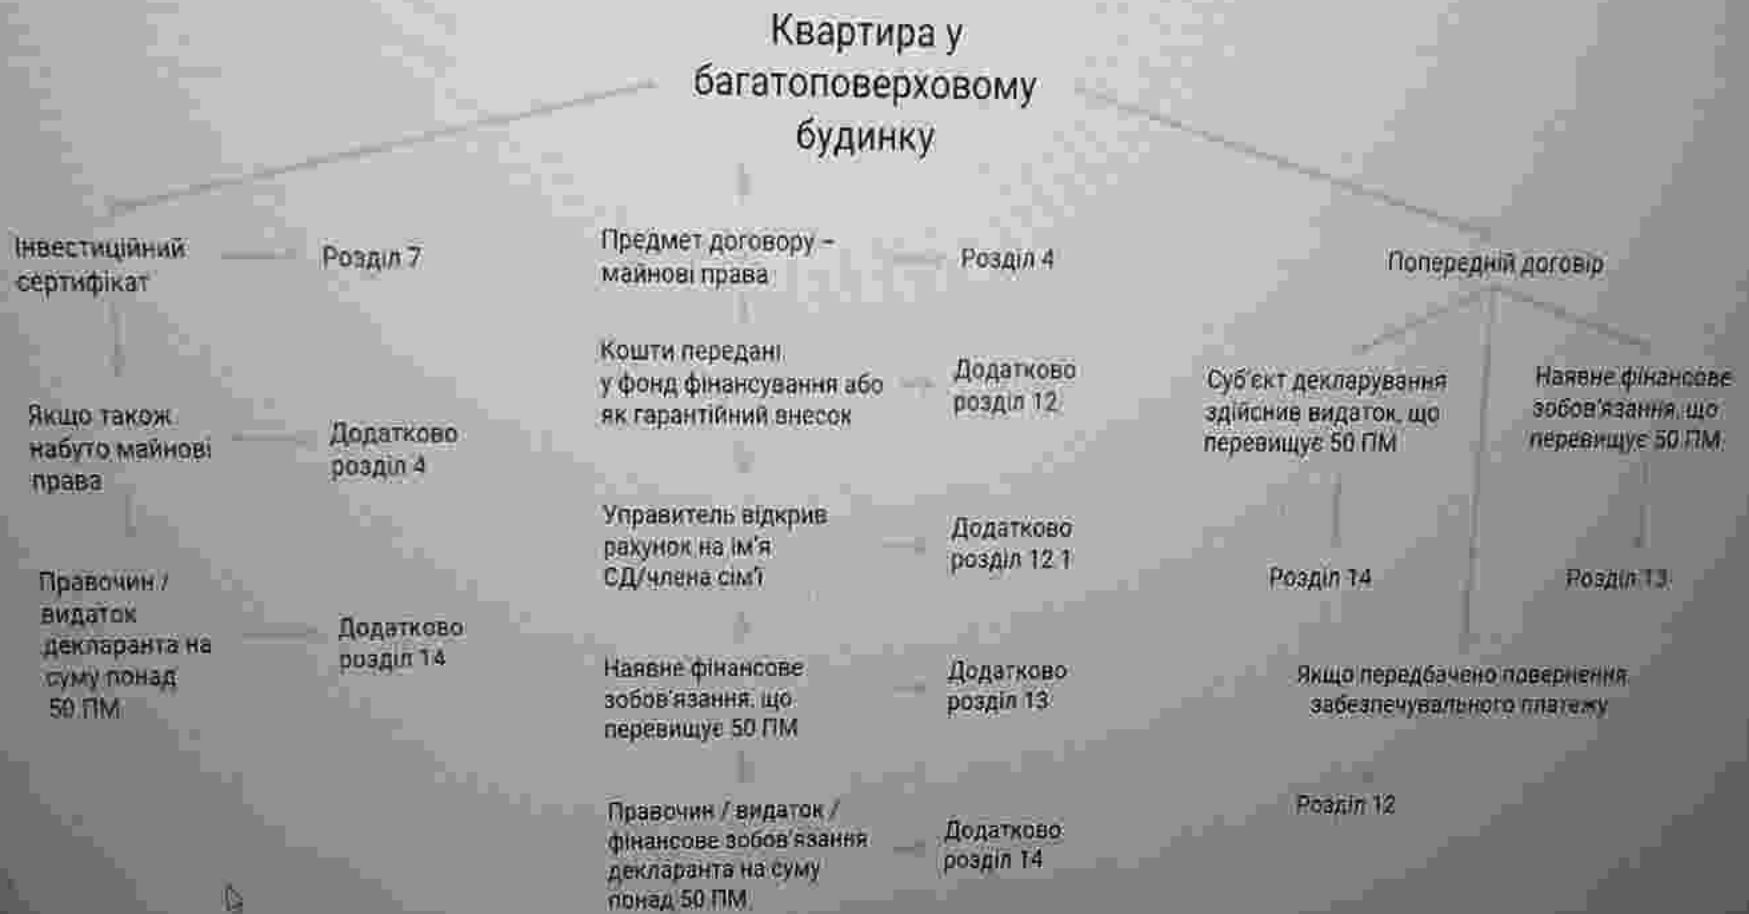 Квартира у
багатоповерховому
будинку
Інвестиційний
сертифікат
Розділ 7
Якщо також
набуто майнові
права
Додатково
розділ 4
Правочин /
видаток
декларанта на
суму понад
50 ПМ
Додатково
розділ 14
Предмет договору –
майнові права
Розділ 4
Кошти передані
у фонд фінансування або
як гарантійний внесок
Додатково
розділ 12
Управитель відкрив
рахунок на ім'я
СД/члена сім'ї
Додатково
розділ 12.1
Наявне фінансове
зобов'язання, що
перевищує 50 ПМ
Додатково
розділ 13
Правочин / видаток /
фінансове зобов'язання
декларанта на суму
понад 50 ПМ
Додатково
розділ 14
Попередній договір
Суб'єкт декларування
здійснив видаток, що
перевищує 50 ПМ
Розділ 14
Наявне фінансове
зобов'язання, що
перевищує 50 ПМ
Розділ 13
Якщо передбачено повернення
забезпечувального платежу
Розділ 12